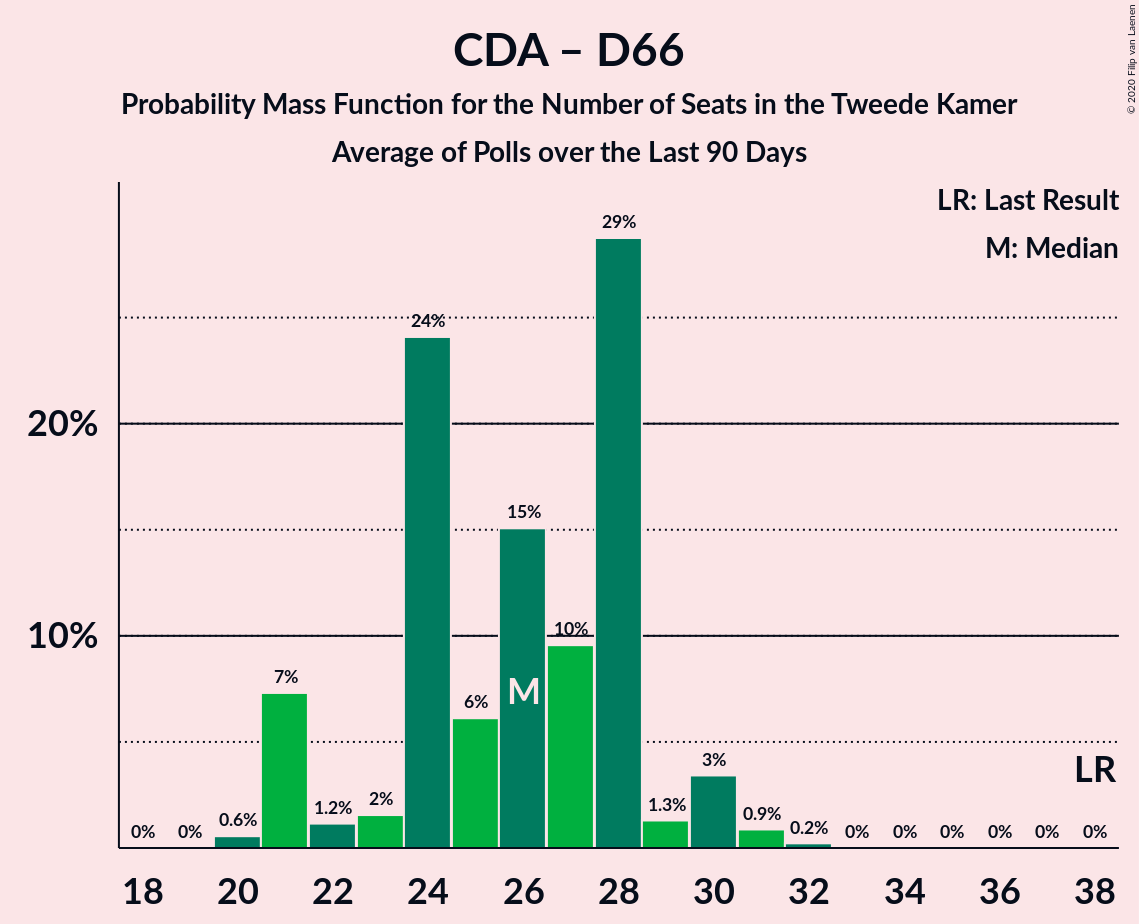 CDA – D66
Probability Mass Function for the Number of Seats in the Tweede Kamer
Average of Polls over the Last 90 Days
© 2020 Filip van Laenen
LR: Last Result
M: Median
29%
24%
20%
15%
10%
10%
7%
6%
M
3%
LR
2%
1.2%
1.3%
0.9%
0.6%
0.2%
0% 0% 0% 0% 0% 0% 0% 0%
18 20 22 24 26 28 30 32 34 36 38